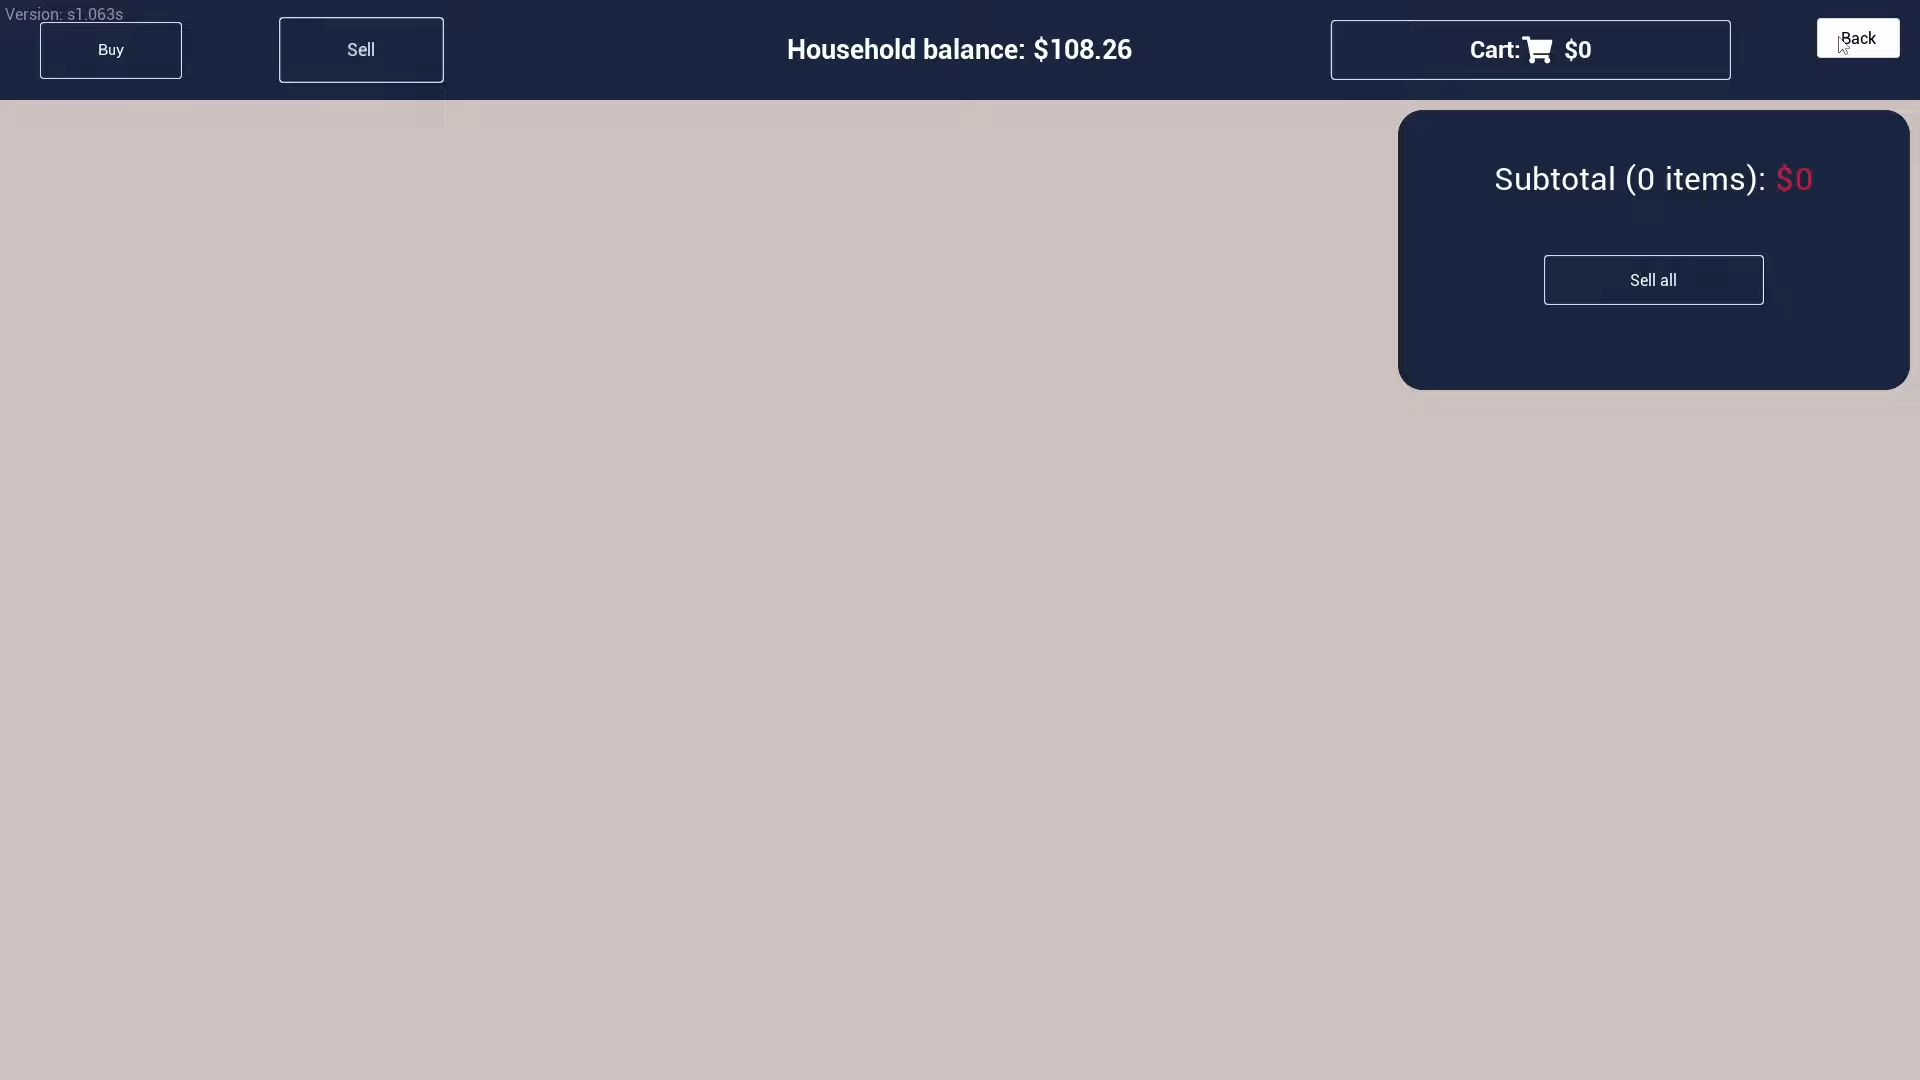 Version: s1.063s
Buy
Sell
Household balance: $108.26
Cart: $0
Back
Subtotal (0 items): $0
Sell all